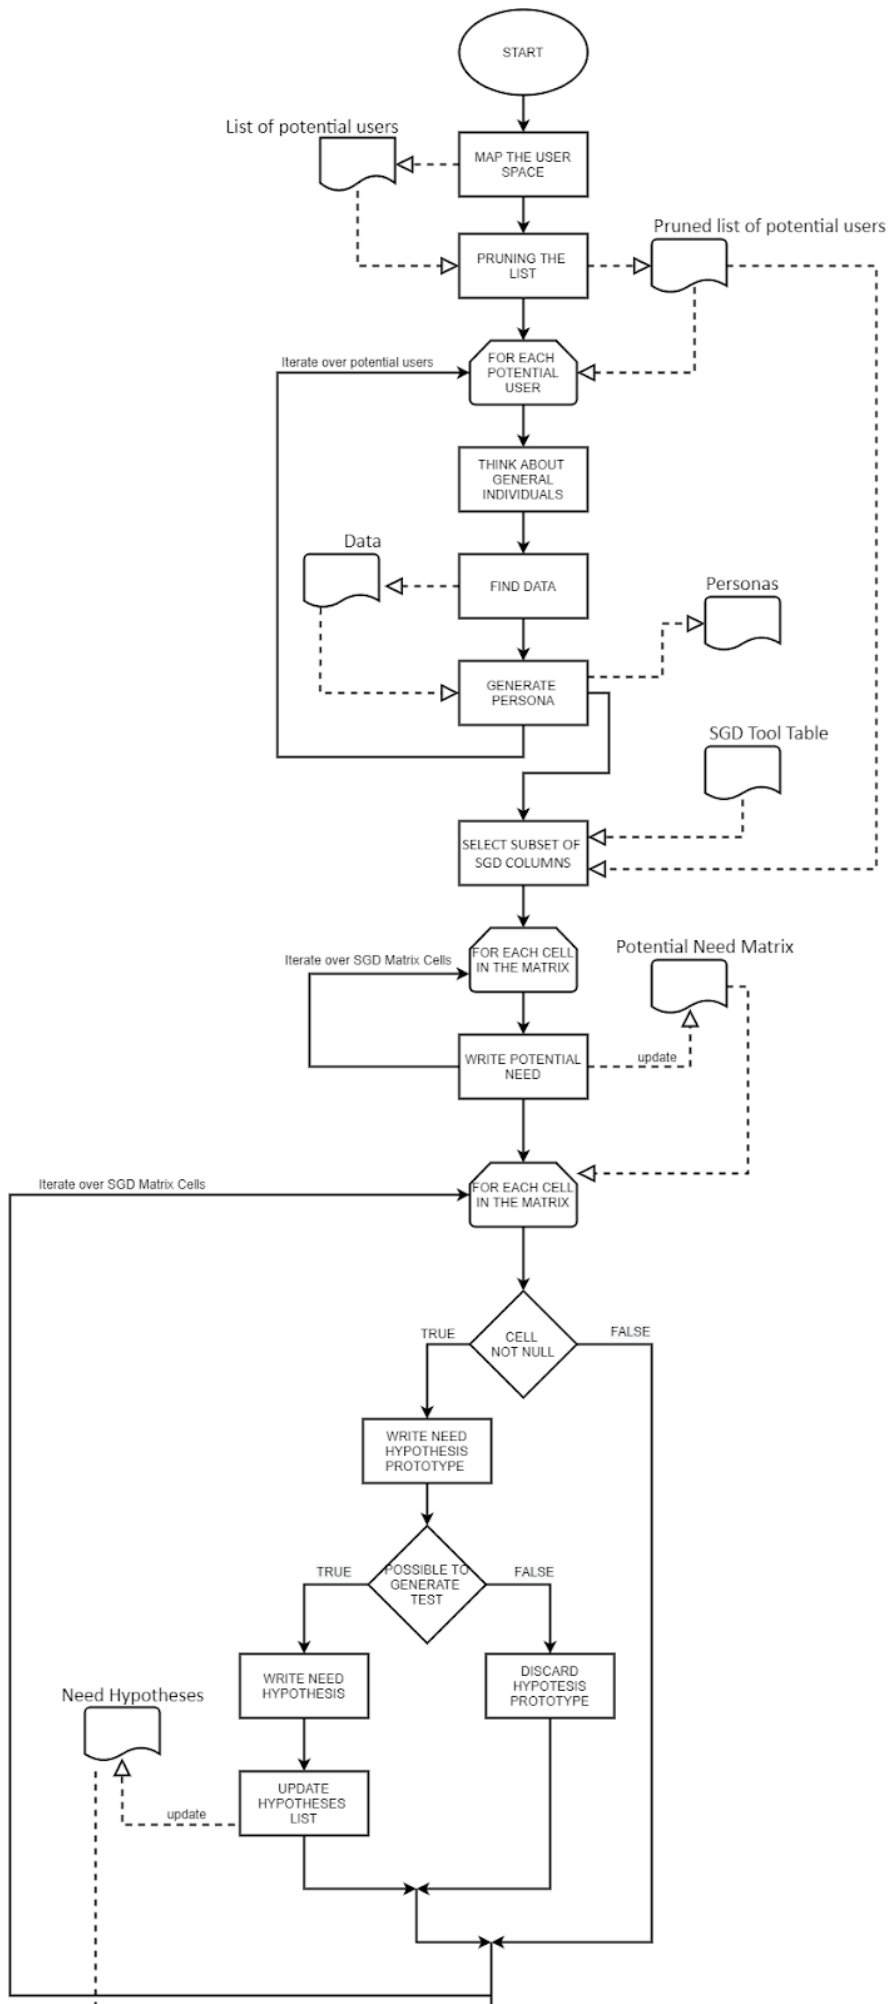 START
List of potential users
MAP THE USER
SPACE
Pruned list of potential users
PRUNING THE
LIST
Iterate over potential users
FOR EACH
POTENTIAL
USER
THINK ABOUT
GENERAL
INDIVIDUALS
Data
FIND DATA
Personas
GENERATE
PERSONA
SGD Tool Table
SELECT SUBSET OF
SGD COLUMNS
Iterate over SGD Matrix Cells
FOR EACH CELL
IN THE MATRIX
Potential Need Matrix
WRITE POTENTIAL
NEED
update
Iterate over SGD Matrix Cells
FOR EACH CELL
IN THE MATRIX
TRUE
CELL
NOT NULL
FALSE
WRITE NEED
HYPOTHESIS
PROTOTYPE
TRUE
POSSIBLE TO
GENERATE
TEST
FALSE
WRITE NEED
HYPOTHESIS
DISCARD
HYPOTESIS
PROTOTYPE
Need Hypotheses
update
UPDATE
HYPOTHESES
LIST